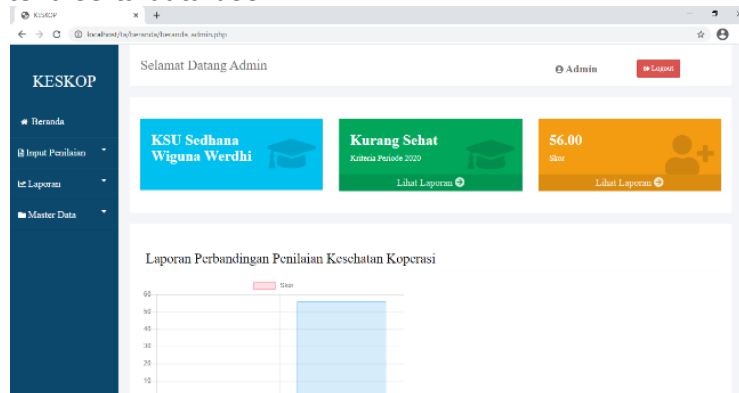 KESKOP
localhost/ta/beranda/beranda_admin.php
KESKOP
Selamat Datang Admin
Admin
Logout
Beranda
Input Penilaian
Laporan
Master Data
KSU Sedhana
Wiguna Werdhi
Kurang Sehat
Kriteria Periode 2020
Lihat Laporan
56.00
Skor
Lihat Laporan
Laporan Perbandingan Penilaian Kesehatan Koperasi
Skor
60
50
40
30
20
10